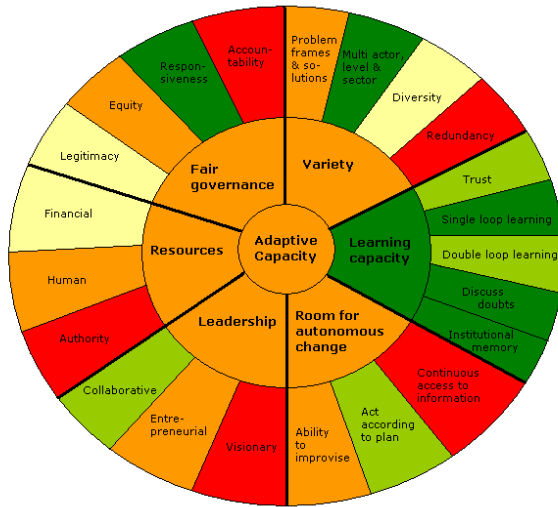 Problem
frames
& so-
lutions
Multi actor,
level &
sector
Diversity
Redundancy
Trust
Single loop learning
Double loop learning
Discuss
doubts
Institutional
memory
Continuous
access to
information
Act
according
to plan
Ability
to
improvise
Visionary
Entre-
preneurial
Collaborative
Authority
Human
Financial
Legitimacy
Equity
Respon-
siveness
Accoun-
tability
Fair
governance
Variety
Resources
Adaptive
Capacity
Learning
capacity
Leadership
Room for
autonomous
change